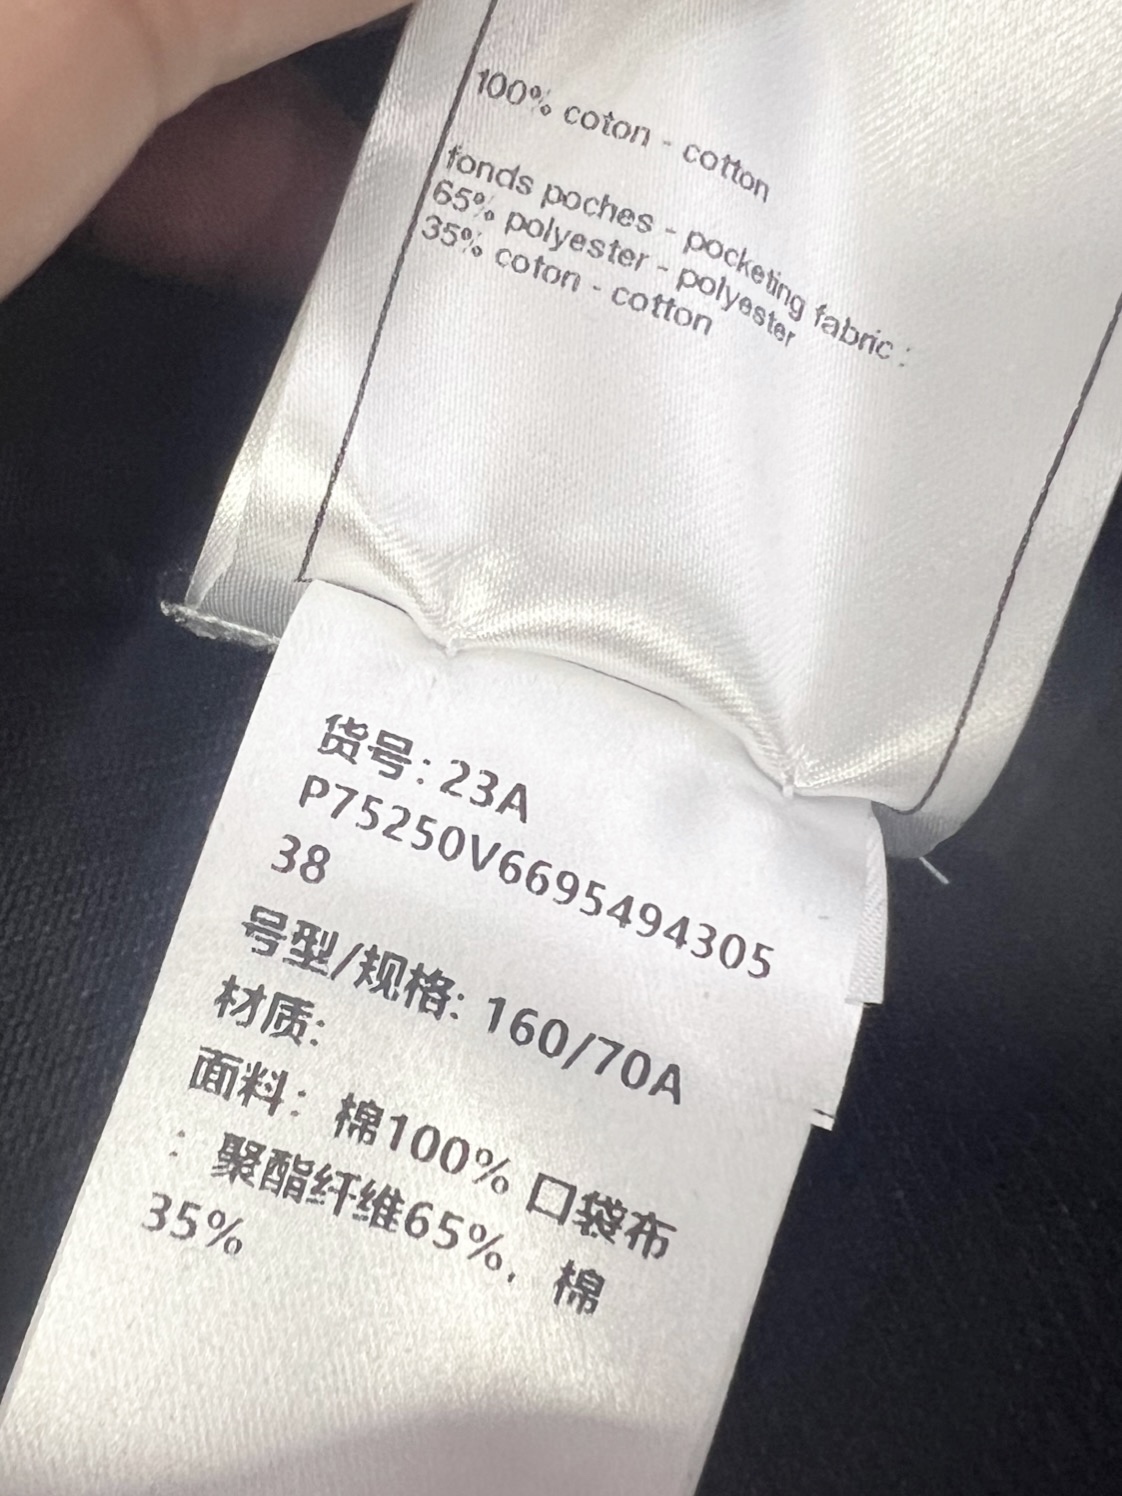 100% coton - cotton
fonds poches - pocketing fabric :
65% polyester - polyester
35% coton - cotton
货号: 23A
P75250V6695494305
38
号型/规格: 160/70A
材质:
面料: 棉100% 口袋布
: 聚酯纤维65%, 棉
35%